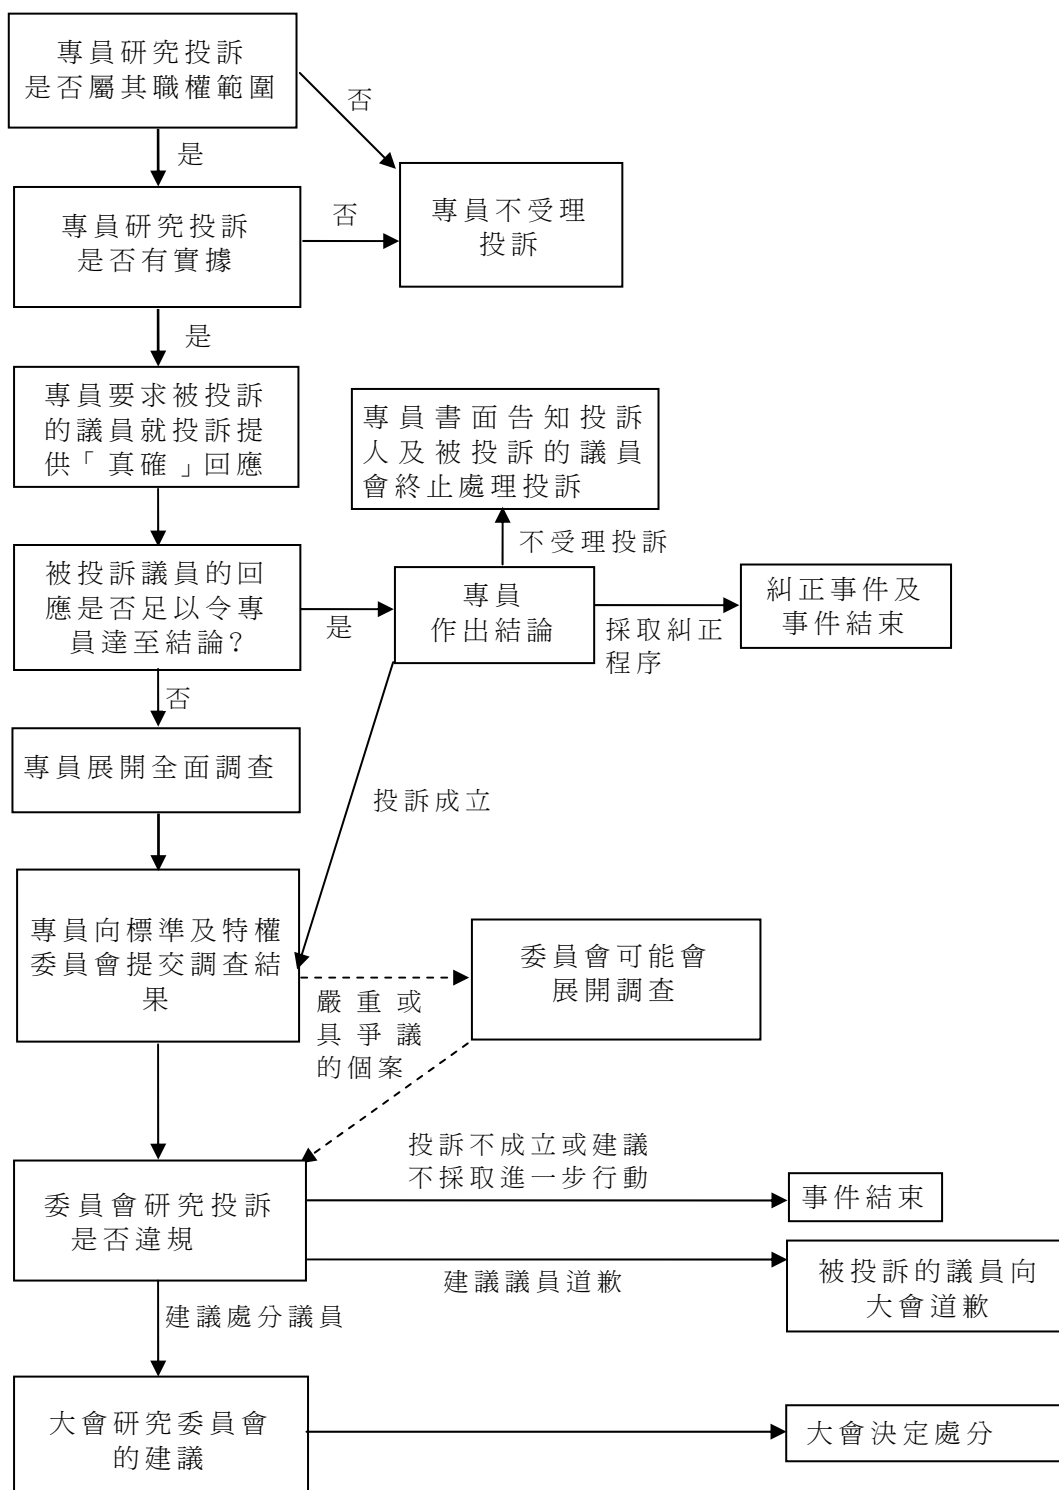 專員研究投訴
是否屬其職權範圍
否
是
專員研究投訴
是否有實據
否
專員不受理
投訴
是
專員要求被投訴
的議員就投訴提
供「真確」回應
專員書面告知投訴
人及被投訴的議員
會終止處理投訴
不受理投訴
被投訴議員的回
應是否足以令專
員達至結論?
是
專員
作出結論
採取糾正
程序
糾正事件及
事件結束
否
專員展開全面調查
投訴成立
專員向標準及特權
委員會提交調查結
果
嚴重或
具爭議
的個案
委員會可能會
展開調查
委員會研究投訴
是否違規
投訴不成立或建議
不採取進一步行動
事件結束
建議議員道歉
被投訴的議員向
大會道歉
建議處分議員
大會研究委員會
的建議
大會決定處分